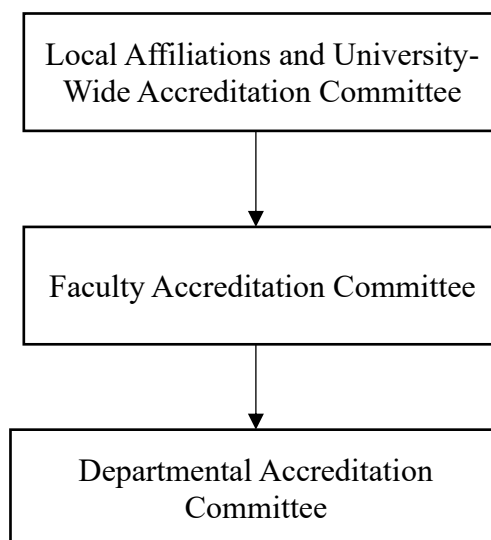 Local Affiliations and University-
Wide Accreditation Committee
Faculty Accreditation Committee
Departmental Accreditation
Committee